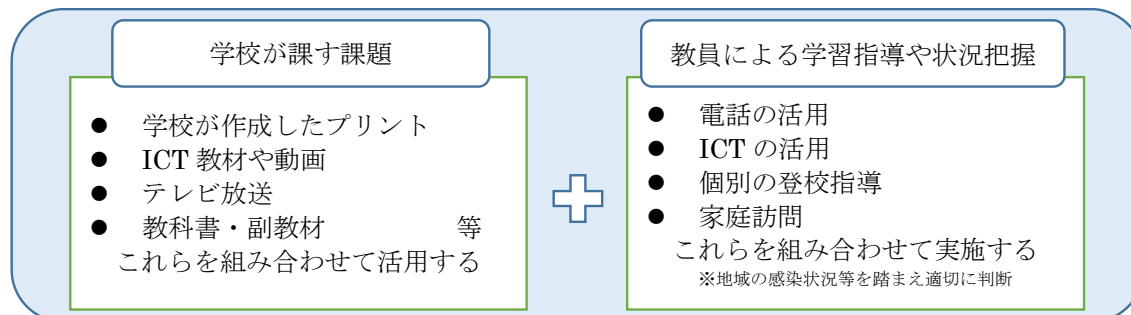 学校が課す課題
● 学校が作成したプリント
● ICT 教材や動画
● テレビ放送
● 教科書・副教材 等
これらを組み合わせて活用する
教員による学習指導や状況把握
● 電話の活用
● ICT の活用
● 個別の登校指導
● 家庭訪問
これらを組み合わせて実施する
※地域の感染状況等を踏まえ適切に判断